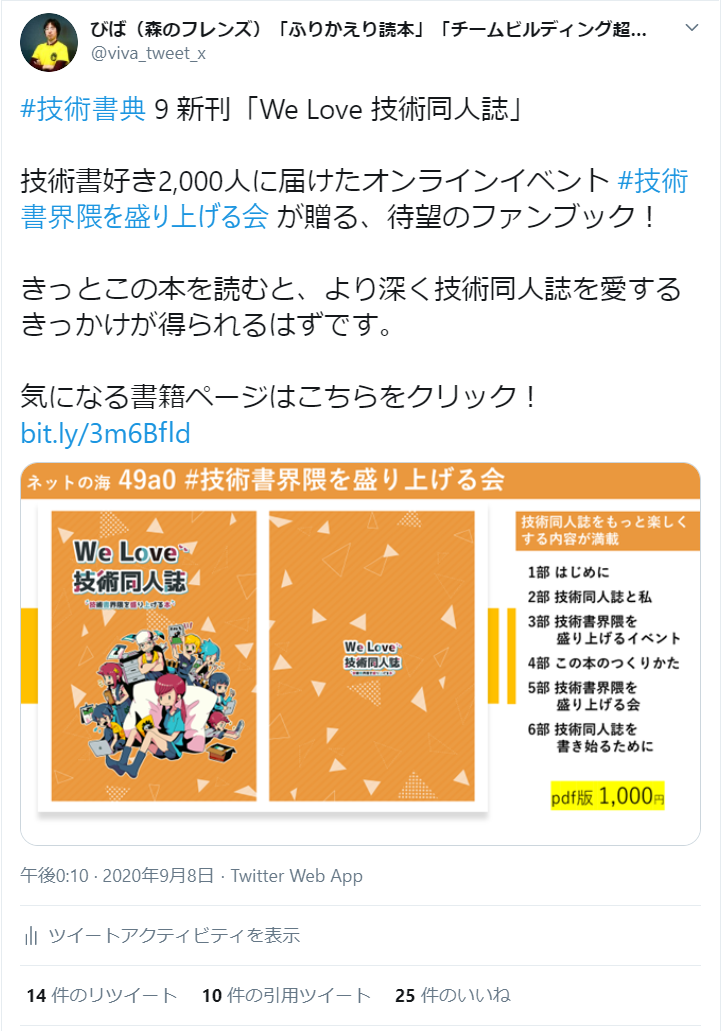 びば（森のフレンズ）「ふりかえり読本」「チームビルディング超...
@viva_tweet_x
#技術書典 9 新刊「We Love 技術同人誌」
技術書好き2,000人に届けたオンラインイベント #技術
書界隈を盛り上げる会 が贈る、待望のファンブック！
きっとこの本を読むと、より深く技術同人誌を愛する
きっかけが得られるはずです。
気になる書籍ページはこちらをクリック！
bit.ly/3m6Bfld
ネットの海 49a0 #技術書界隈を盛り上げる会
We Love
技術同人誌
技術書界隈を盛り上げる本
We Love
技術同人誌
技術同人誌をもっと楽しく
する内容が満載
1部 はじめに
2部 技術同人誌と私
3部 技術書界隈を
盛り上げるイベント
4部 この本のつくりかた
5部 技術書界隈を
盛り上げる会
6部 技術同人誌を
書き始るために
pdf版 1,000円
午後0:10 · 2020年9月8日 · Twitter Web App
ツイートアクティビティを表示
14 件のリツイート 10 件の引用ツイート 25 件のいいね